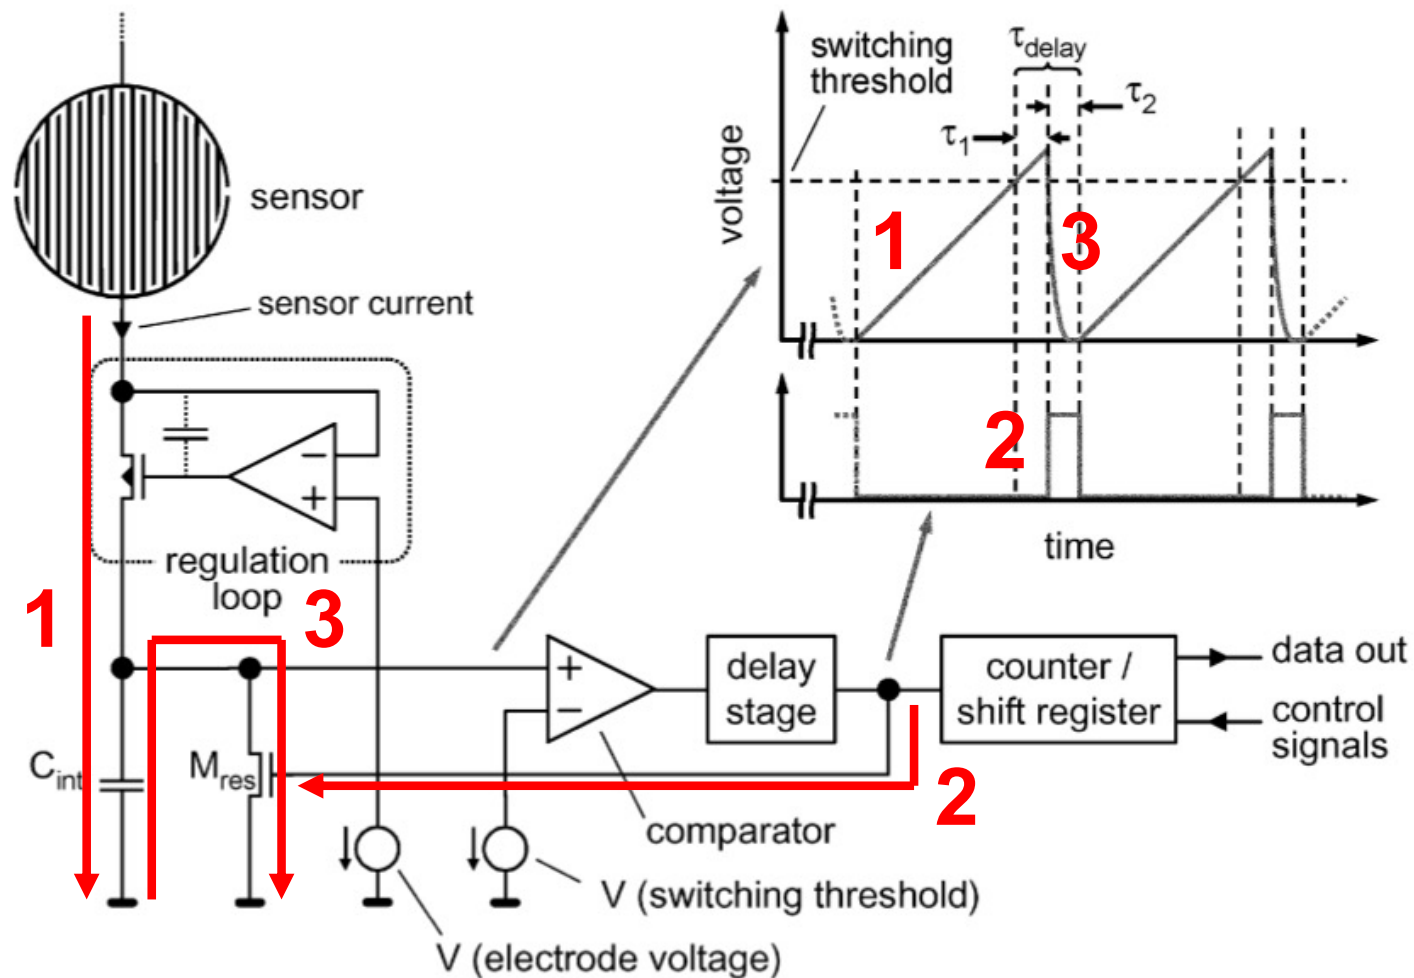 switching
threshold
τdelay
τ2
τ1
voltage
1
3
sensor
sensor current
2
−
+
time
regulation
loop
1
3
+
−
delay
stage
counter /
shift register
data out
control
signals
Cint
Mres
2
comparator
V (switching threshold)
V (electrode voltage)